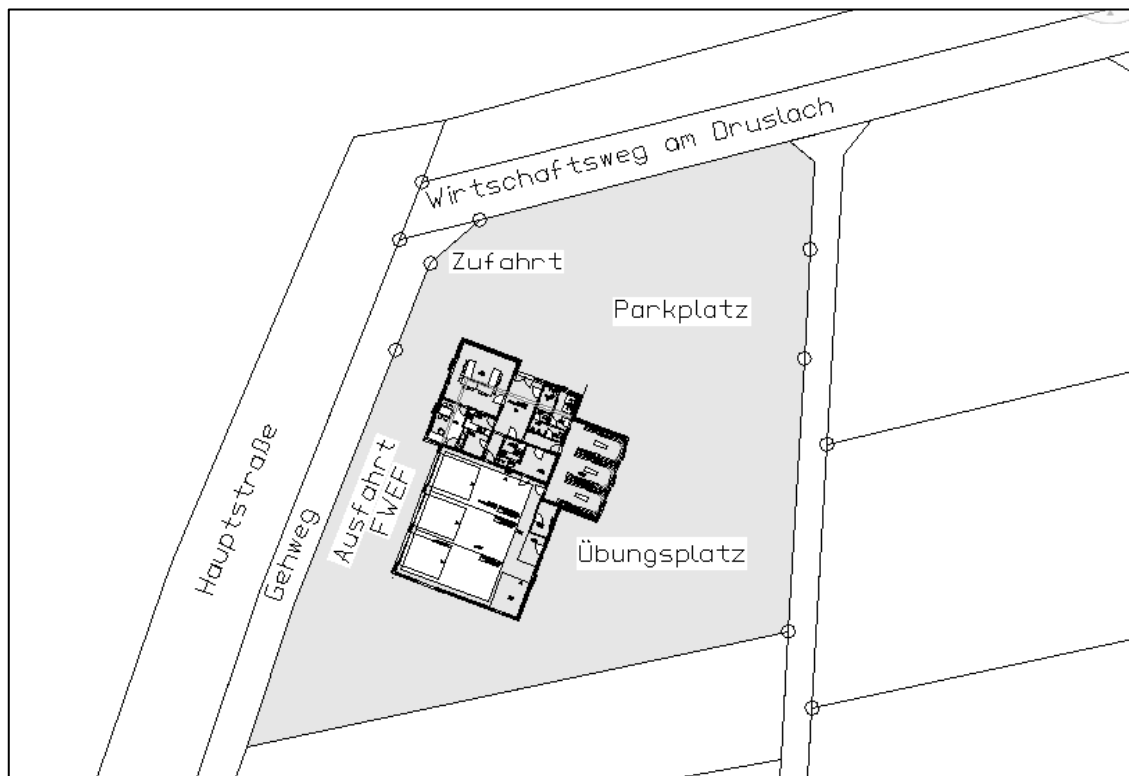 Wirtschaftsweg am Druslach
Zufahrt
Parkplatz
Hauptstraße
Gehweg
Ausfahrt
FWEF
Übungsplatz